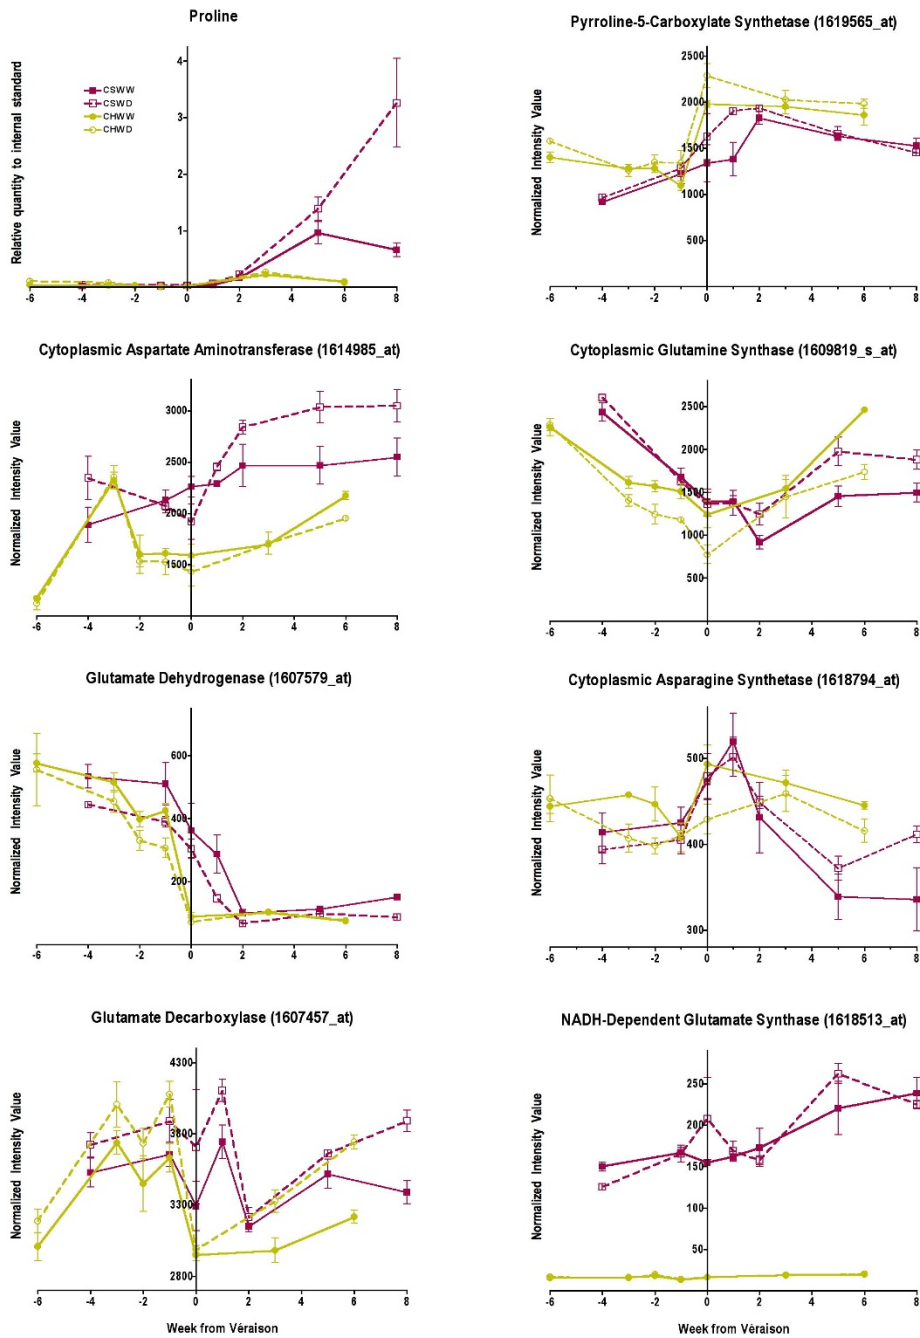 Proline
Relative quantity to internal standard
CSWW
CSWD
CHWW
CHWD
4
3
2
1
-6 -4 -2 0 2 4 6 8
Pyrroline-5-Carboxylate Synthetase (1619565_at)
Normalized Intensity Value
2500
2000
1500
1000
500
-6 -4 -2 0 2 4 6 8
Cytoplasmic Aspartate Aminotransferase (1614985_at)
Normalized Intensity Value
3000
2500
2000
1500
-6 -4 -2 0 2 4 6 8
Cytoplasmic Glutamine Synthase (1609819_s_at)
Normalized Intensity Value
2500
2000
1500
1000
500
-6 -4 -2 0 2 4 6 8
Glutamate Dehydrogenase (1607579_at)
Normalized Intensity Value
600
400
200
-6 -4 -2 0 2 4 6 8
Cytoplasmic Asparagine Synthetase (1618794_at)
Normalized Intensity Value
500
400
300
-6 -4 -2 0 2 4 6 8
Glutamate Decarboxylase (1607457_at)
Normalized Intensity Value
4300
3800
3300
2800
-6 -4 -2 0 2 4 6 8
Week from Véraison
NADH-Dependent Glutamate Synthase (1618513_at)
Normalized Intensity Value
250
200
150
100
50
-6 -4 -2 0 2 4 6 8
Week from Véraison